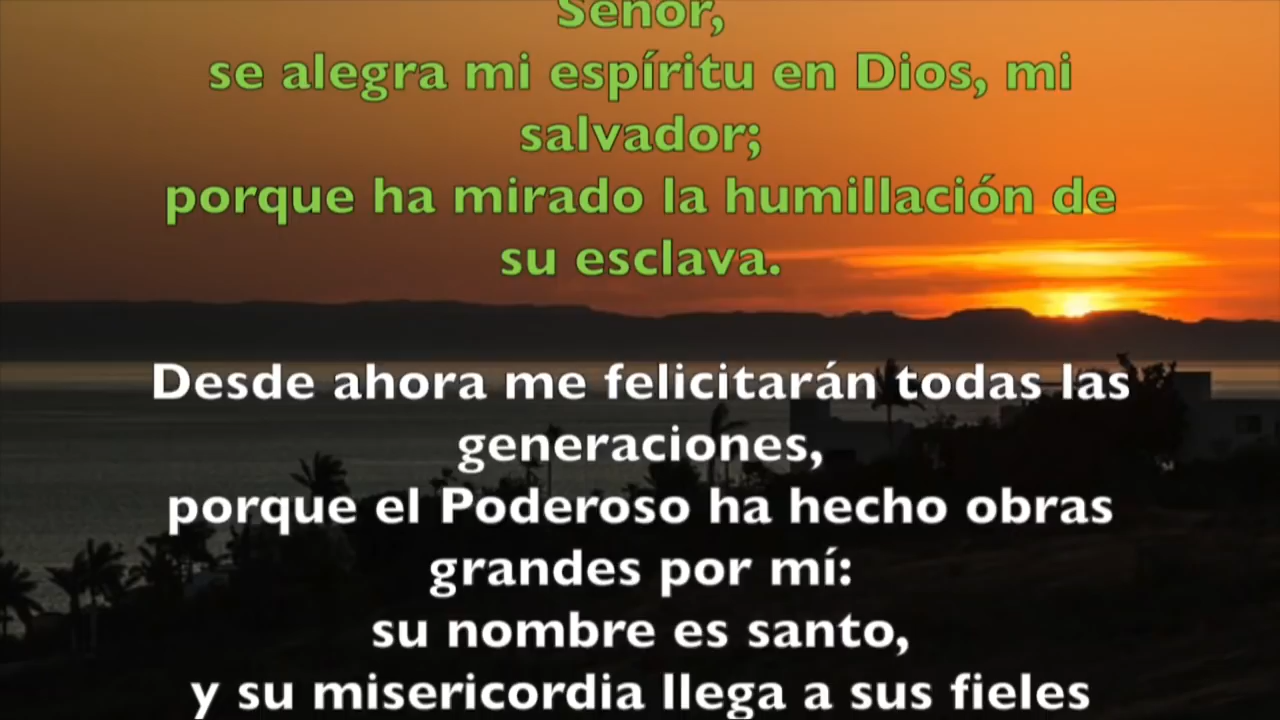 Señor,
se alegra mi espíritu en Dios, mi
salvador;
porque ha mirado la humillación de
su esclava.
Desde ahora me felicitarán todas las
generaciones,
porque el Poderoso ha hecho obras
grandes por mí:
su nombre es santo,
y su misericordia llega a sus fieles